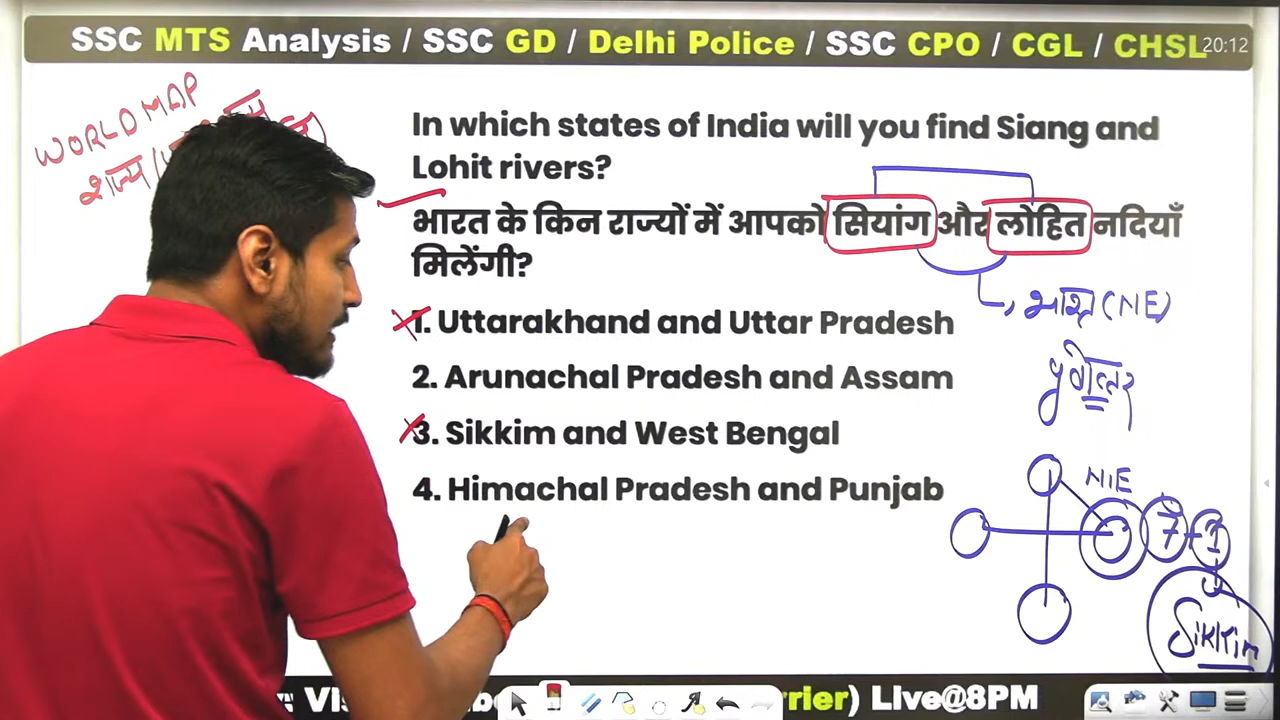 SSC MTS Analysis / SSC GD / Delhi Police / SSC CPO / CGL / CHSL
20:12
WORLD MAP
In which states of India will you find Siang and
Lohit rivers?
भारत के किन राज्यों में आपको सियांग और लोहित नदियाँ
मिलेंगी?
(NE)
1. Uttarakhand and Uttar Pradesh
2. Arunachal Pradesh and Assam
3. Sikkim and West Bengal
4. Himachal Pradesh and Punjab
पूर्वोत्तर
NE
7+1
Sikkim
rrier) Live@8PM